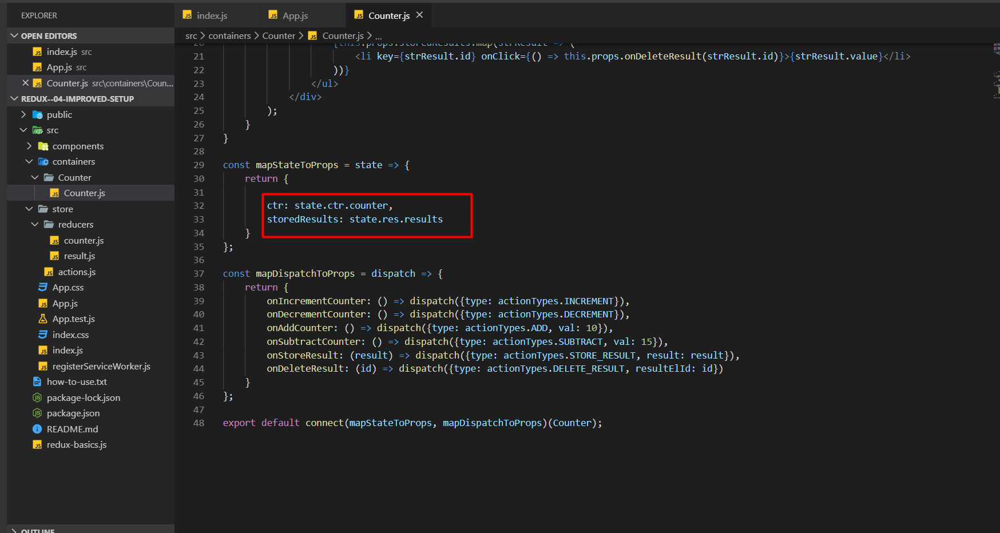 EXPLORER
OPEN EDITORS
index.js src
App.js src
Counter.js src\containers\Coun...
REDUX--04-IMPROVED-SETUP
public
src
components
containers
Counter
Counter.js
store
reducers
counter.js
result.js
actions.js
App.css
App.js
App.test.js
index.css
index.js
registerServiceWorker.js
how-to-use.txt
package-lock.json
package.json
README.md
redux-basics.js
OUTLINE
index.js App.js Counter.js
src > containers > Counter > Counter.js > ...
20 {this.props.storedResults.map(strResult => (
21 <li key={strResult.id} onClick={() => this.props.onDeleteResult(strResult.id)}>{strResult.value}</li>
22 ))}
23 </ul>
24 </div>
25 );
26 }
27 }
28
29 const mapStateToProps = state => {
30 return {
31
32 ctr: state.ctr.counter,
33 storedResults: state.res.results
34 }
35 };
36
37 const mapDispatchToProps = dispatch => {
38 return {
39 onIncrementCounter: () => dispatch({type: actionTypes.INCREMENT}),
40 onDecrementCounter: () => dispatch({type: actionTypes.DECREMENT}),
41 onAddCounter: () => dispatch({type: actionTypes.ADD, val: 10}),
42 onSubtractCounter: () => dispatch({type: actionTypes.SUBTRACT, val: 15}),
43 onStoreResult: (result) => dispatch({type: actionTypes.STORE_RESULT, result: result}),
44 onDeleteResult: (id) => dispatch({type: actionTypes.DELETE_RESULT, resultElId: id})
45 }
46 };
47
48 export default connect(mapStateToProps, mapDispatchToProps)(Counter);